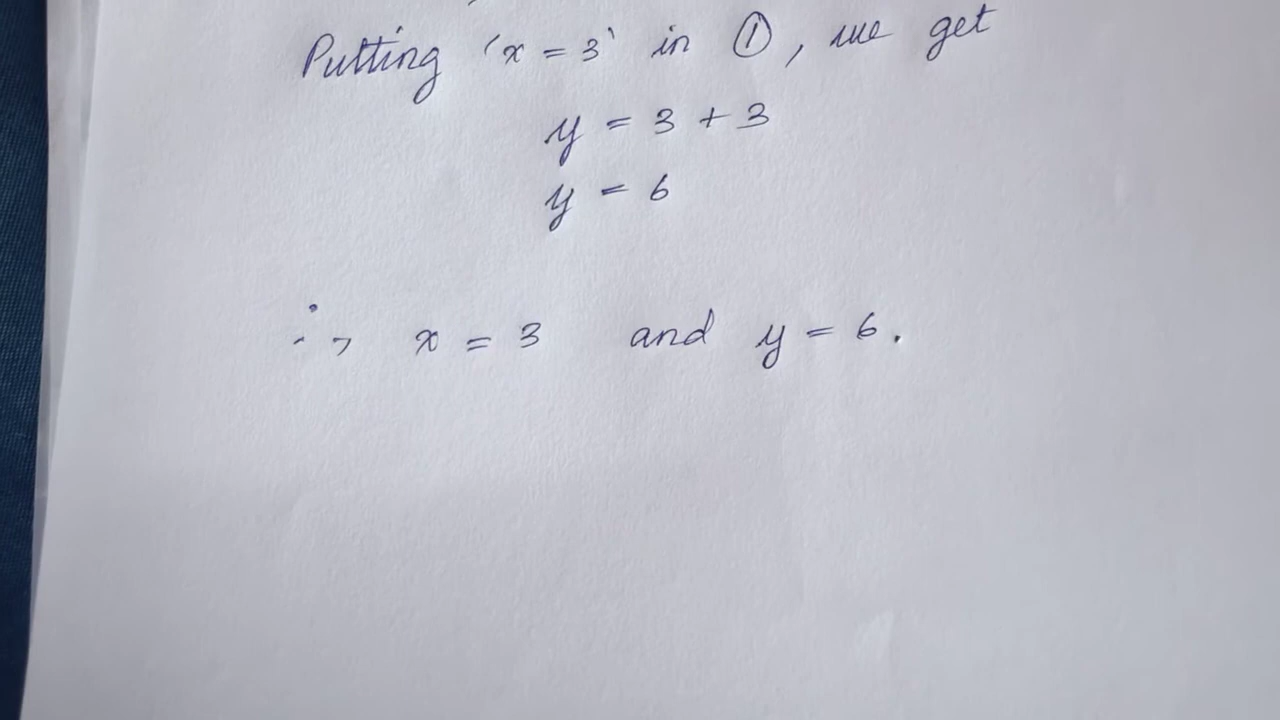 Putting 'x = 3' in ①, we get
y = 3 + 3
y = 6
∴, x = 3 and y = 6.